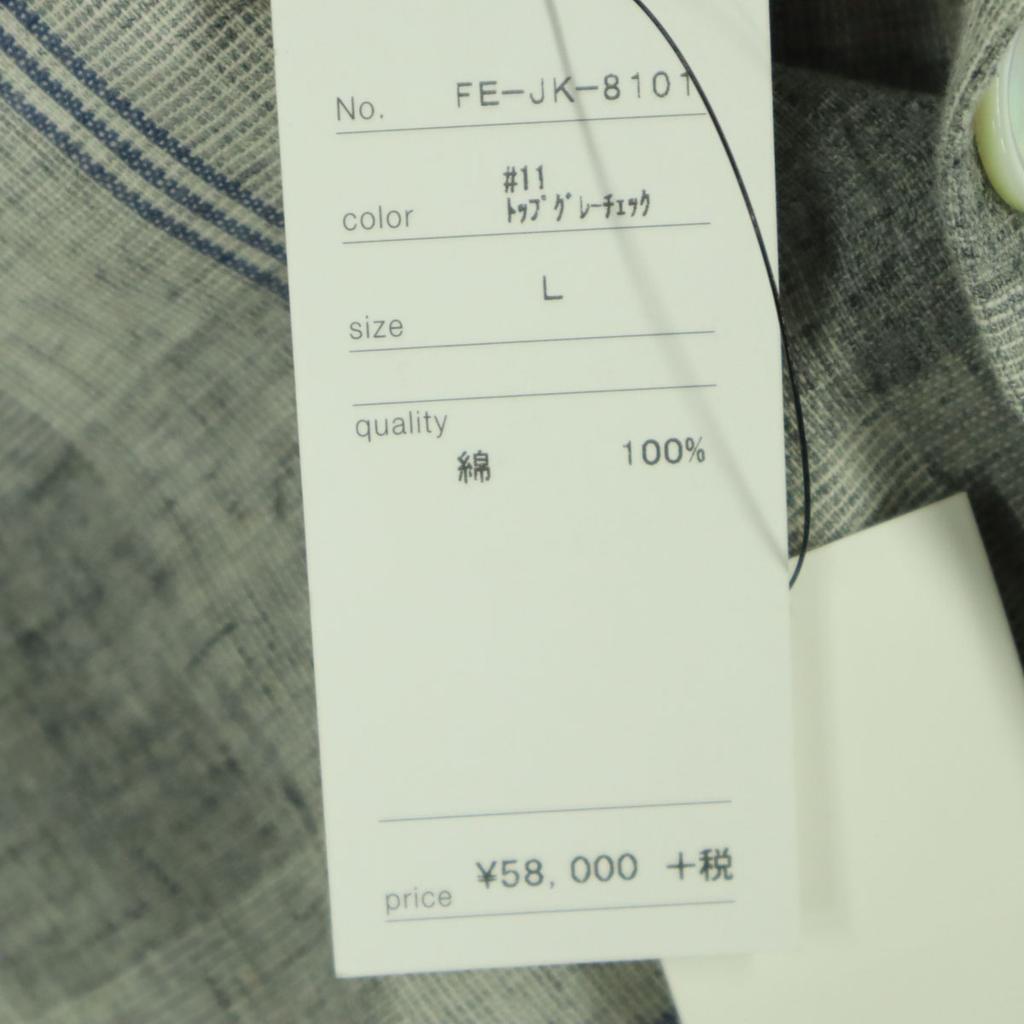 No. FE-JK-8101
#11
color ﾄｯﾌﾟｸﾞﾚｰﾁｪｯｸ
L
size
quality
綿 100%
price ¥58,000 +税